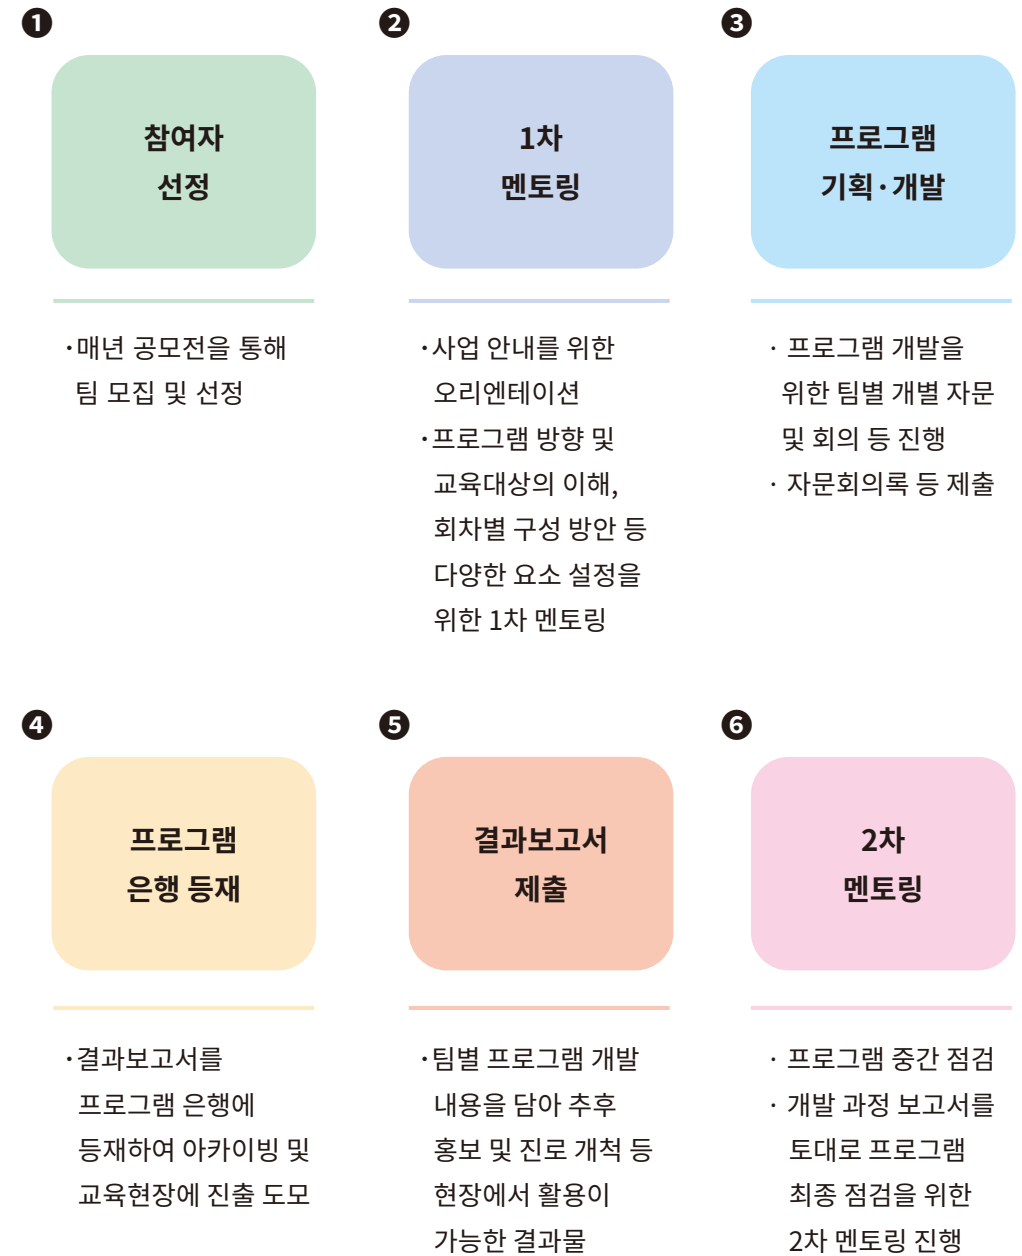 ❶
참여자
선정
·매년 공모전을 통해
팀 모집 및 선정
❷
1차
멘토링
·사업 안내를 위한
오리엔테이션
·프로그램 방향 및
교육대상의 이해,
회차별 구성 방안 등
다양한 요소 설정을
위한 1차 멘토링
❸
프로그램
기획·개발
· 프로그램 개발을
위한 팀별 개별 자문
및 회의 등 진행
· 자문회의록 등 제출
❹
프로그램
은행 등재
·결과보고서를
프로그램 은행에
등재하여 아카이빙 및
교육현장에 진출 도모
❺
결과보고서
제출
·팀별 프로그램 개발
내용을 담아 추후
홍보 및 진로 개척 등
현장에서 활용이
가능한 결과물
❻
2차
멘토링
· 프로그램 중간 점검
· 개발 과정 보고서를
토대로 프로그램
최종 점검을 위한
2차 멘토링 진행